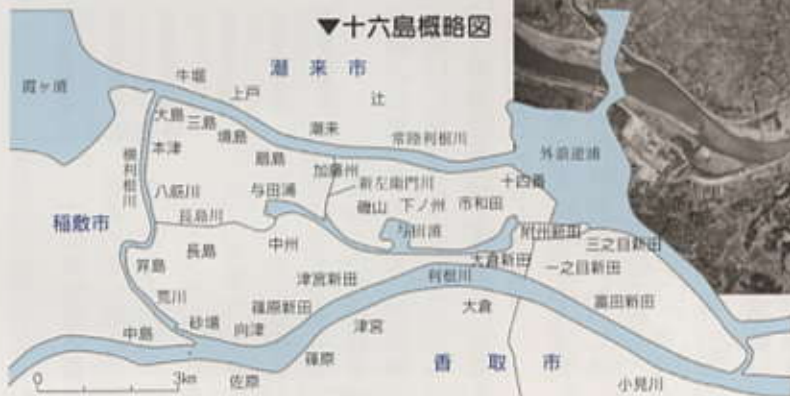 ▼十六島概略図
潮来市
霞ヶ浦
牛堀
上戸
辻
大島
三島
境島
潮来
常陸利根川
外浪逆浦
横利根川
本津
扇島
加藤洲
新左衛門川
十四番
八筋川
与田浦
磯山
下ノ州
市和田
稲敷市
長島川
与田浦
附州新田
三之目新田
長島
中州
大倉新田
一之目新田
昇島
津宮新田
利根川
荒川
篠原新田
大倉
富田新田
中島
砂場
向津
津宮
篠原
香取市
0
3km
佐原
小見川